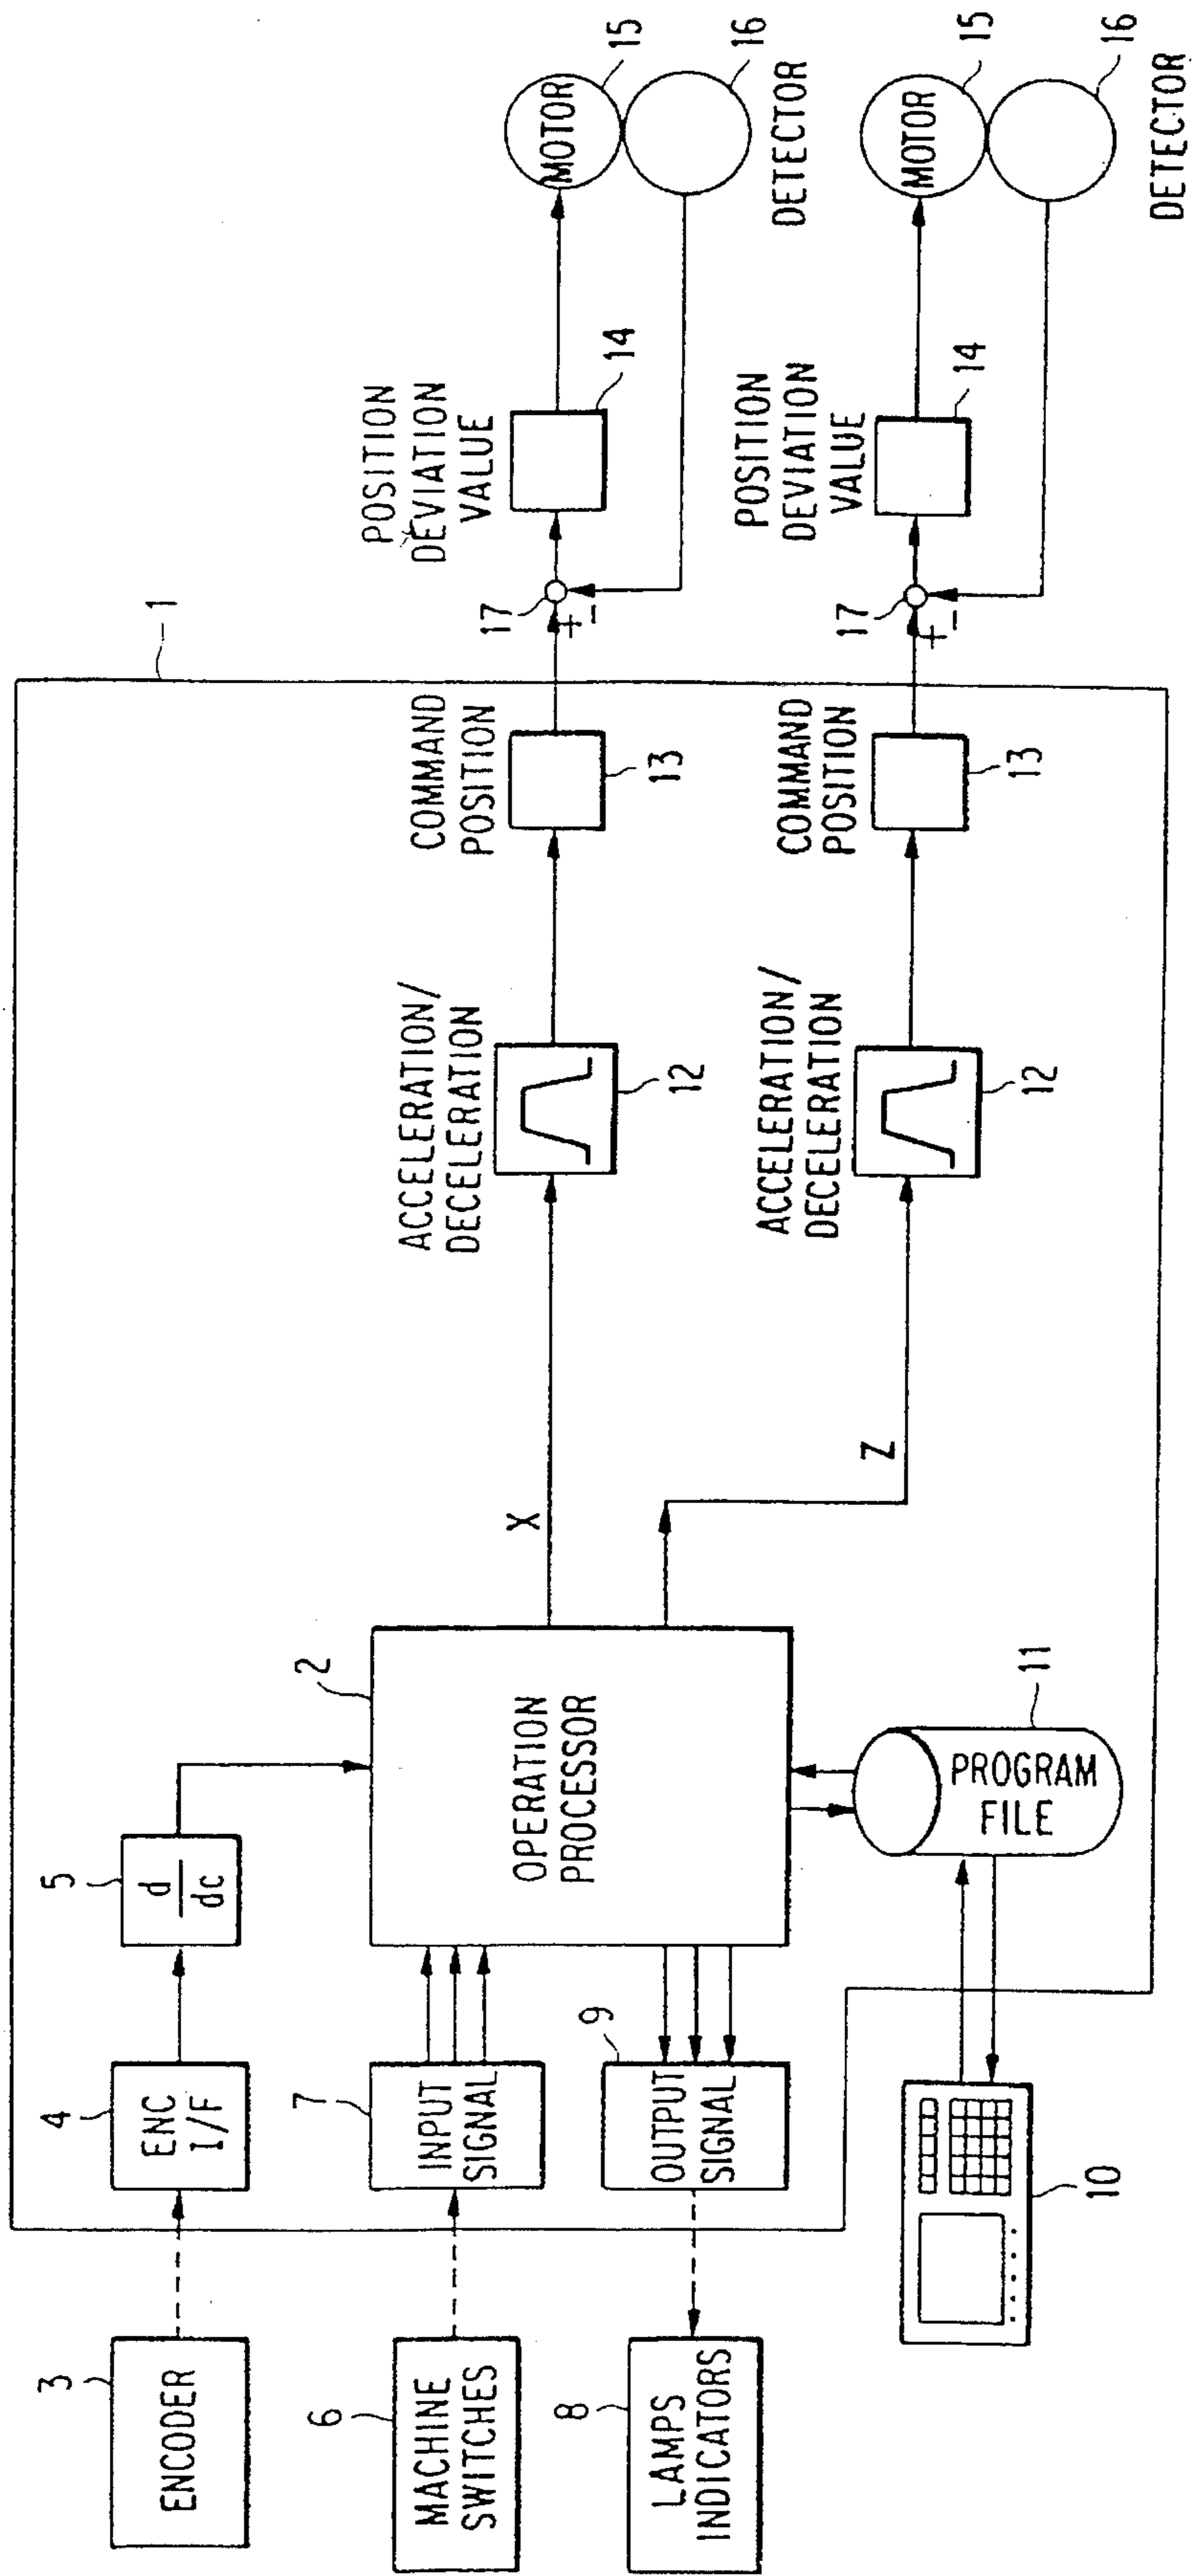 1
3
ENCODER
4
ENC
I/F
5
d
dc
2
OPERATION
PROCESSOR
6
MACHINE
SWITCHES
7
INPUT
SIGNAL
8
LAMPS
INDICATORS
9
OUTPUT
SIGNAL
10
11
PROGRAM
FILE
X
ACCELERATION/
DECELERATION
12
COMMAND
POSITION
13
17
+
-
POSITION
DEVIATION
VALUE
14
MOTOR
15
16
DETECTOR
Z
ACCELERATION/
DECELERATION
12
COMMAND
POSITION
13
17
+
-
POSITION
DEVIATION
VALUE
14
MOTOR
15
16
DETECTOR